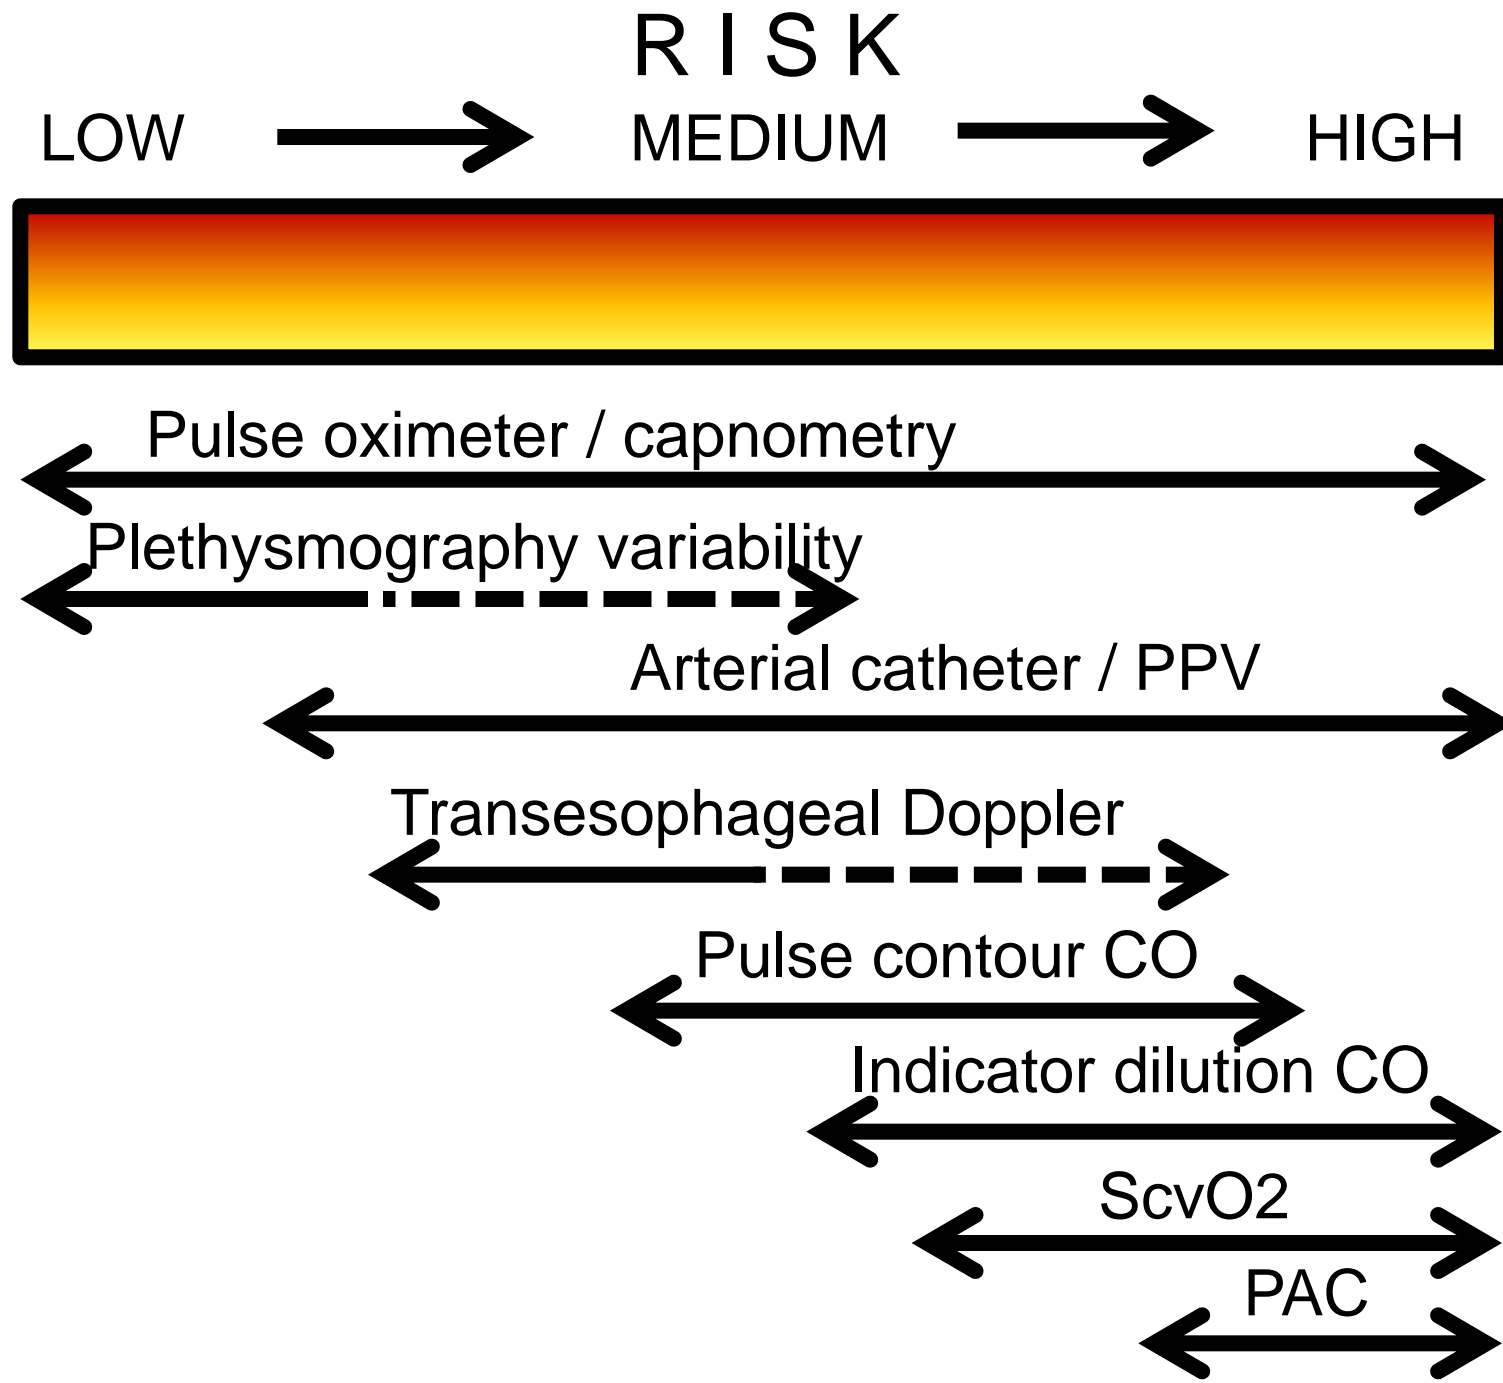 R I S K
LOW MEDIUM HIGH
Pulse oximeter / capnometry
Plethysmography variability
Arterial catheter / PPV
Transesophageal Doppler
Pulse contour CO
Indicator dilution CO
ScvO2
PAC